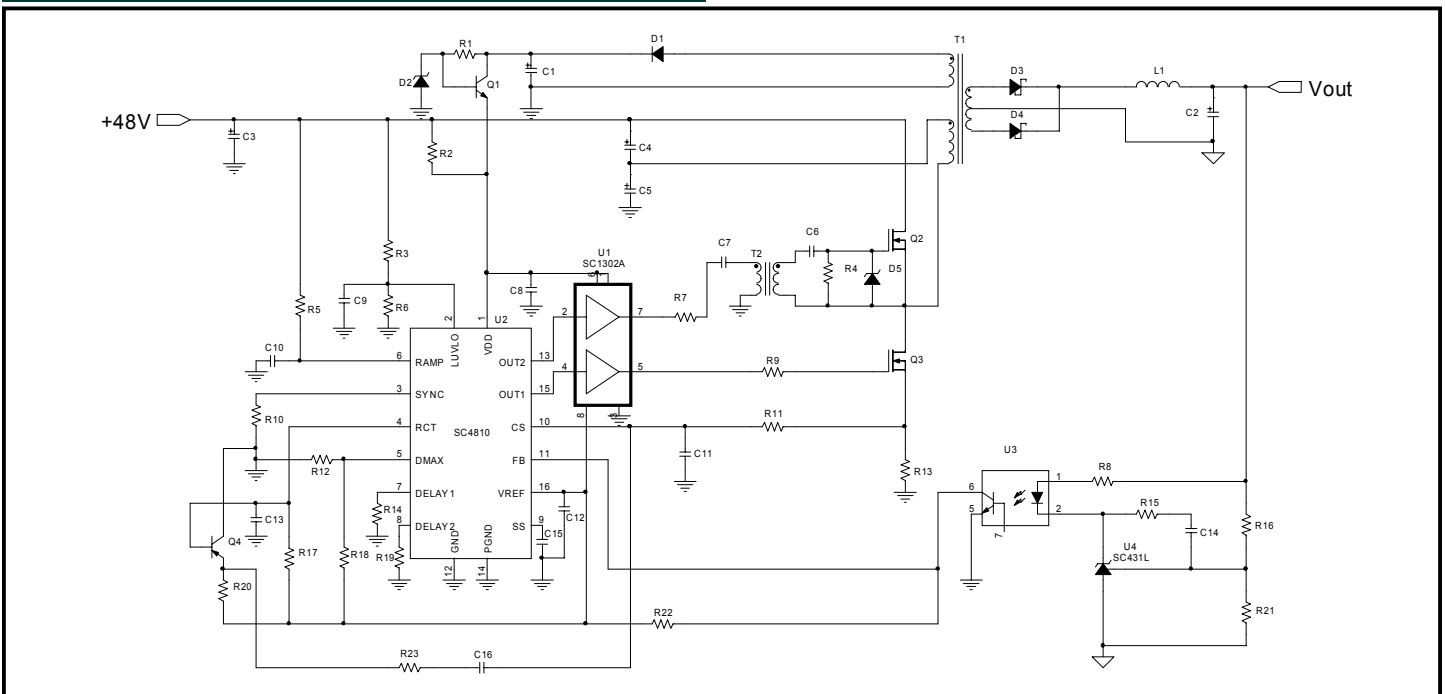 R1
D1
T1
D2
Q1
C1
D3
L1
Vout
D4
C2
+48V
C3
R2
C4
C5
C6
Q2
C7
T2
R4
D5
R3
U1
SC1302A
6
1
C8
R5
C9
R6
R7
2
1
U2
2
7
C10
6
RAMP
LUVLO
VDD
OUT2
13
Q3
3
SYNC
OUT1
15
4
5
R9
R10
4
RCT
SC4810
CS
10
8
3
R11
5
DMAX
FB
11
C11
R12
R13
U3
7
DELAY1
VREF
16
6
1
R8
R14
C12
R15
C13
8
DELAY2
SS
9
5
2
R16
Q4
R17
R18
R19
GND
PGND
C15
7
C14
U4
SC431L
12
14
R20
R21
R22
R23
C16